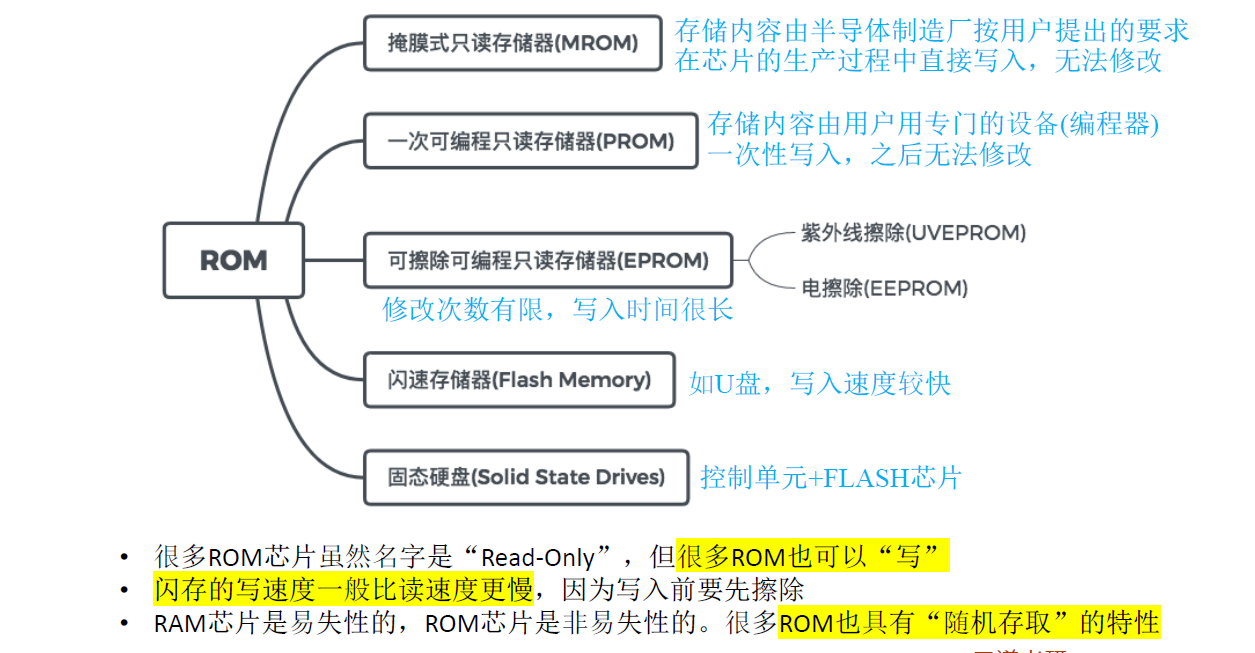 掩膜式只读存储器(MROM)
存储内容由半导体制造厂按用户提出的要求
在芯片的生产过程中直接写入，无法修改
一次可编程只读存储器(PROM)
存储内容由用户用专门的设备(编程器)
一次性写入，之后无法修改
ROM
可擦除可编程只读存储器(EPROM)
紫外线擦除(UVEPROM)
电擦除(EEPROM)
修改次数有限，写入时间很长
闪速存储器(Flash Memory)
如U盘，写入速度较快
固态硬盘(Solid State Drives)
控制单元+FLASH芯片
• 很多ROM芯片虽然名字是“Read-Only”，但很多ROM也可以“写”
• 闪存的写速度一般比读速度更慢，因为写入前要先擦除
• RAM芯片是易失性的，ROM芯片是非易失性的。很多ROM也具有“随机存取”的特性